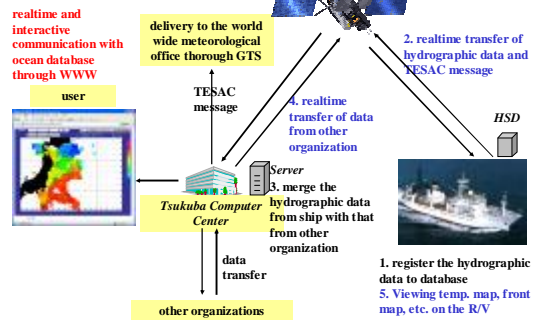 realtime and
interactive
communication with
ocean database
through WWW
user
delivery to the world
wide meteorological
office thorough GTS
TESAC
message
2. realtime transfer of
hydrographic data and
TESAC message
4. realtime
transfer of data
from other
organization
HSD
Server
3. merge the
hydrographic data
from ship with that
from other
organization
Tsukuba Computer
Center
data
transfer
other organizations
1. register the hydrographic
data to database
5. Viewing temp. map, front
map, etc. on the R/V